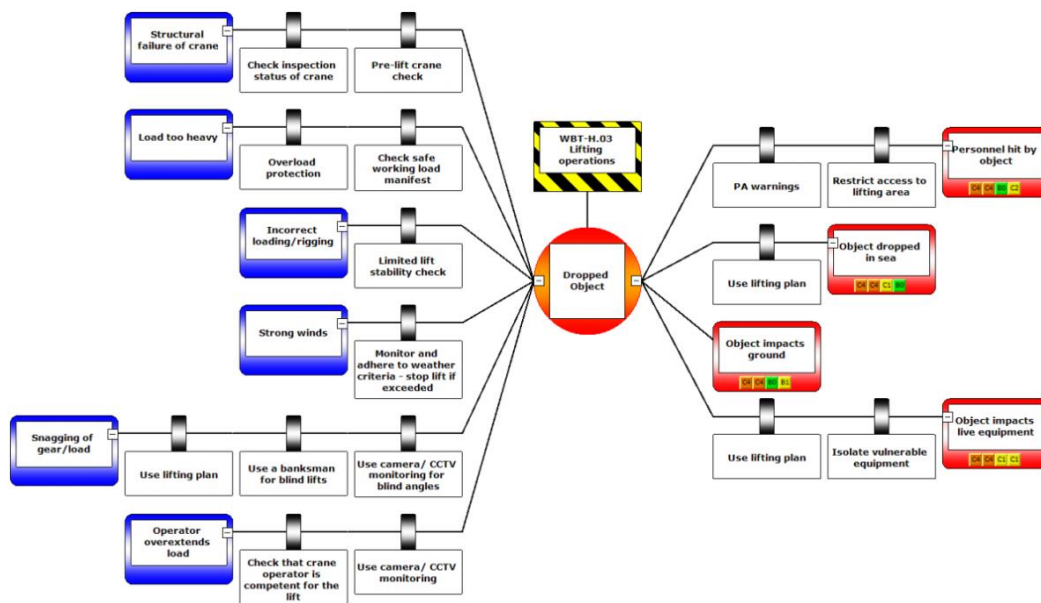 Structural
failure of crane
Check inspection
status of crane
Pre-lift crane
check
Load too heavy
Overload
protection
Check safe
working load
manifest
Incorrect
loading/rigging
Limited lift
stability check
Strong winds
Monitor and
adhere to weather
criteria - stop lift if
exceeded
Snagging of
gear/load
Use lifting plan
Use a banksman
for blind lifts
Use camera/ CCTV
monitoring for
blind angles
Operator
overextends
load
Check that crane
operator is
competent for the
lift
Use camera/ CCTV
monitoring
WBT-H.03
Lifting
operations
Dropped
Object
PA warnings
Restrict access to
lifting area
Personnel hit by
object
C4 C4 B0 C2
Use lifting plan
Object dropped
in sea
C4 C4 C1 B0
Object impacts
ground
C4 C4 B0 B1
Use lifting plan
Isolate vulnerable
equipment
Object impacts
live equipment
C4 C4 C1 C1